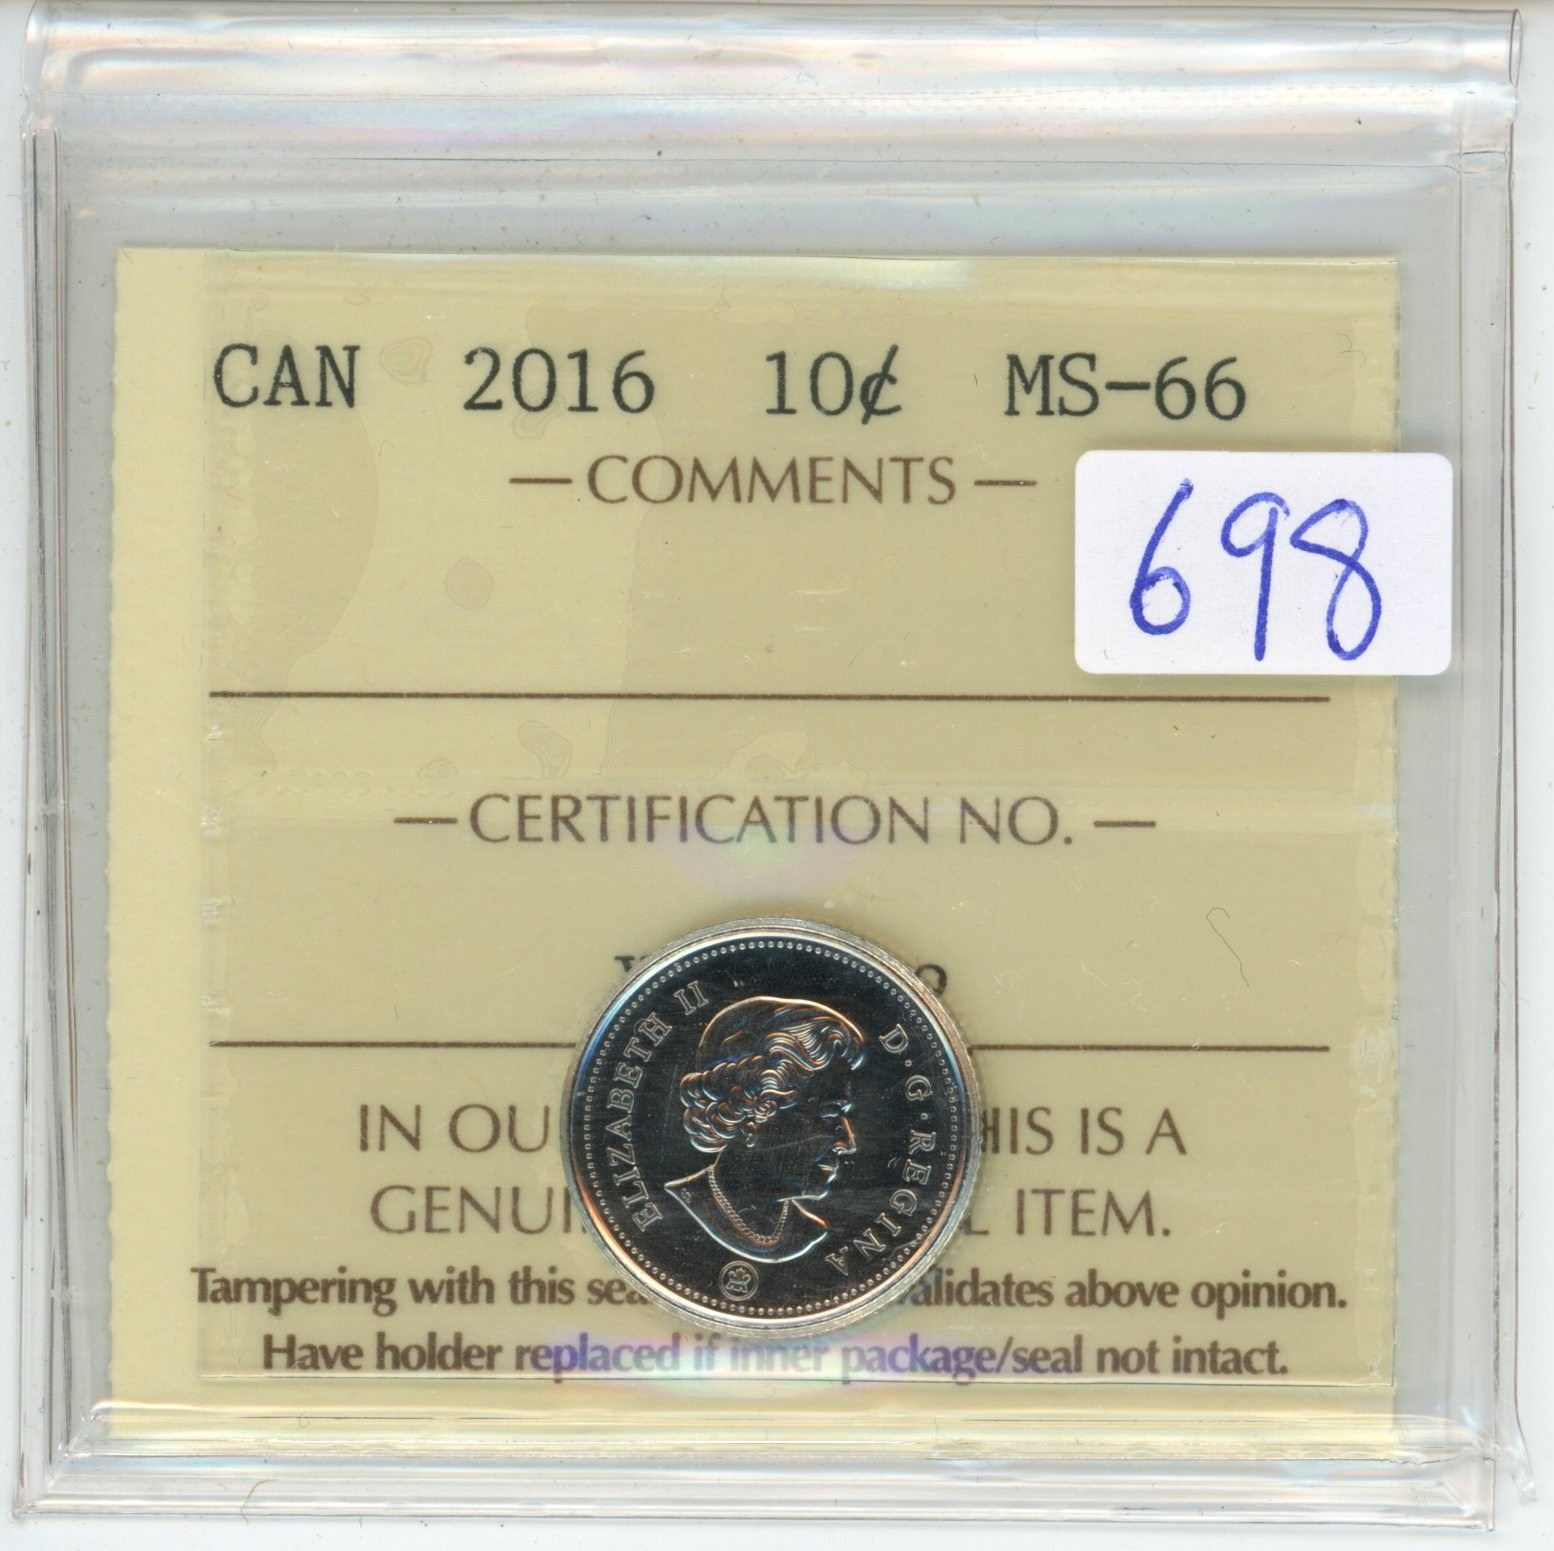 CAN 2016 10¢ MS-66
— COMMENTS —
698
— CERTIFICATION NO. —
IN OU HIS IS A
GENUI L ITEM.
Tampering with this sea alidates above opinion.
Have holder replaced if inner package/seal not intact.
ELIZABETH II D·G·REGINA